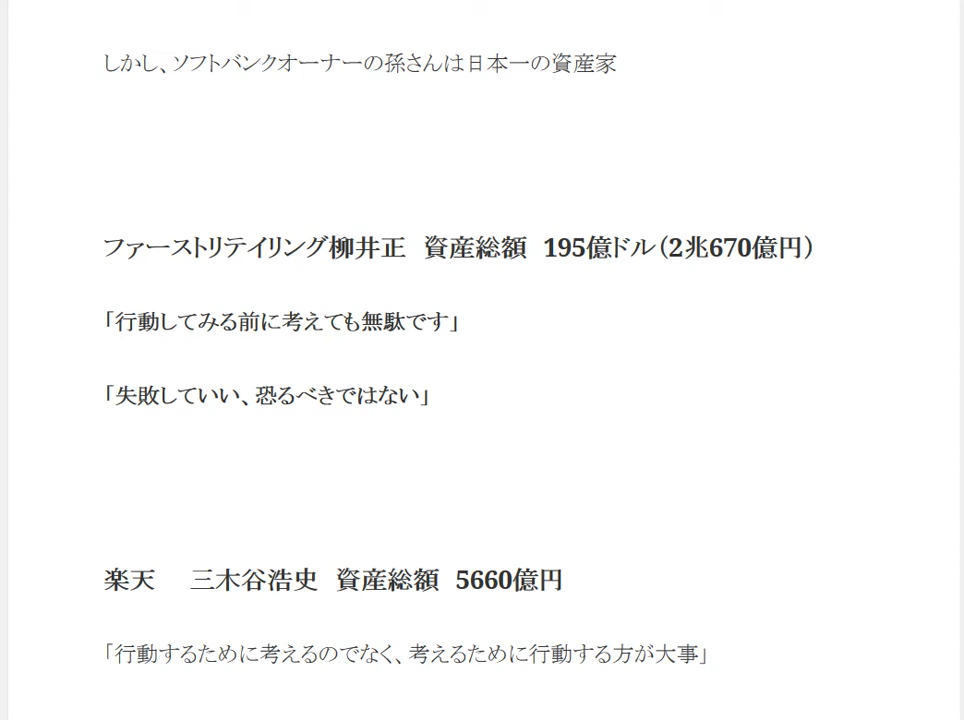 しかし、ソフトバンクオーナーの孫さんは日本一の資産家
ファーストリテイリング柳井正　資産総額　195億ドル（2兆670億円）
「行動してみる前に考えても無駄です」
「失敗していい、恐るべきではない」
楽天　 三木谷浩史　資産総額　5660億円
「行動するために考えるのでなく、考えるために行動する方が大事」